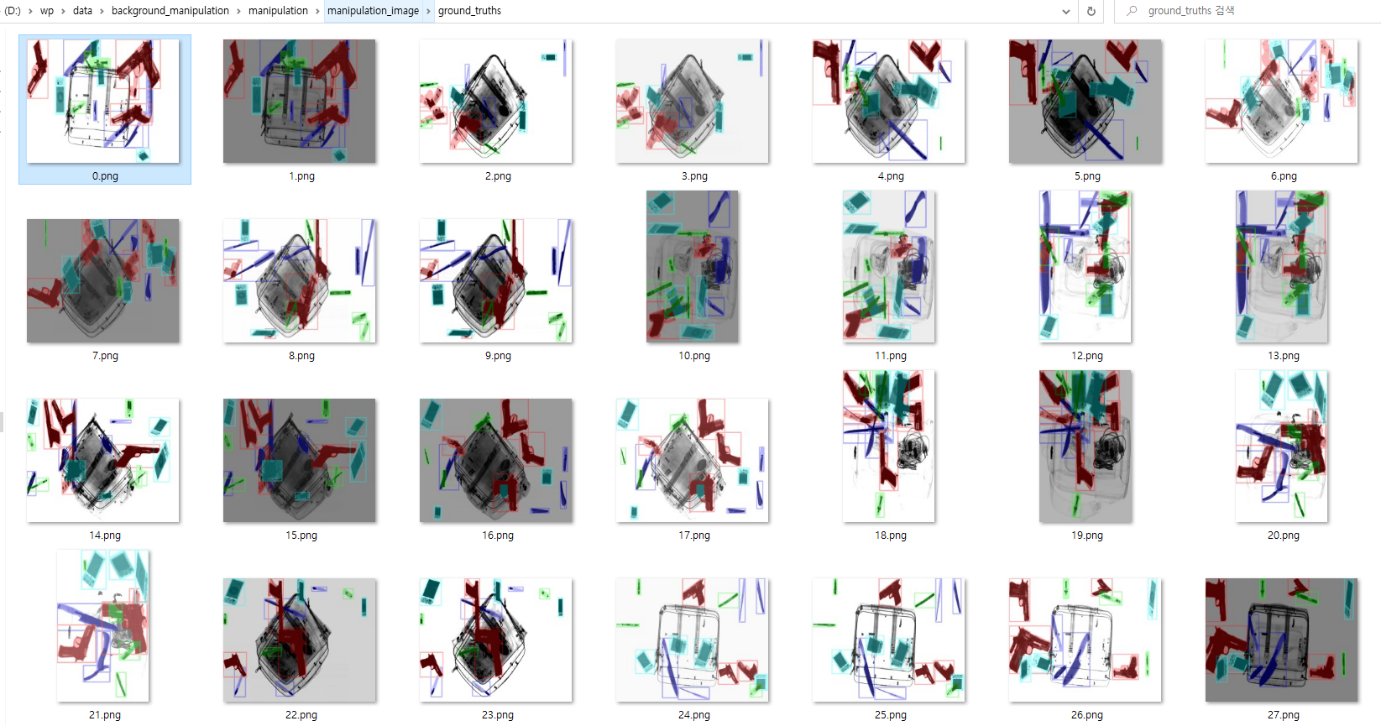 (D:) > wp > data > background_manipulation > manipulation > manipulation_image > ground_truths
ground_truths 검색
0.png 1.png 2.png 3.png 4.png 5.png 6.png
7.png 8.png 9.png 10.png 11.png 12.png 13.png
14.png 15.png 16.png 17.png 18.png 19.png 20.png
21.png 22.png 23.png 24.png 25.png 26.png 27.png